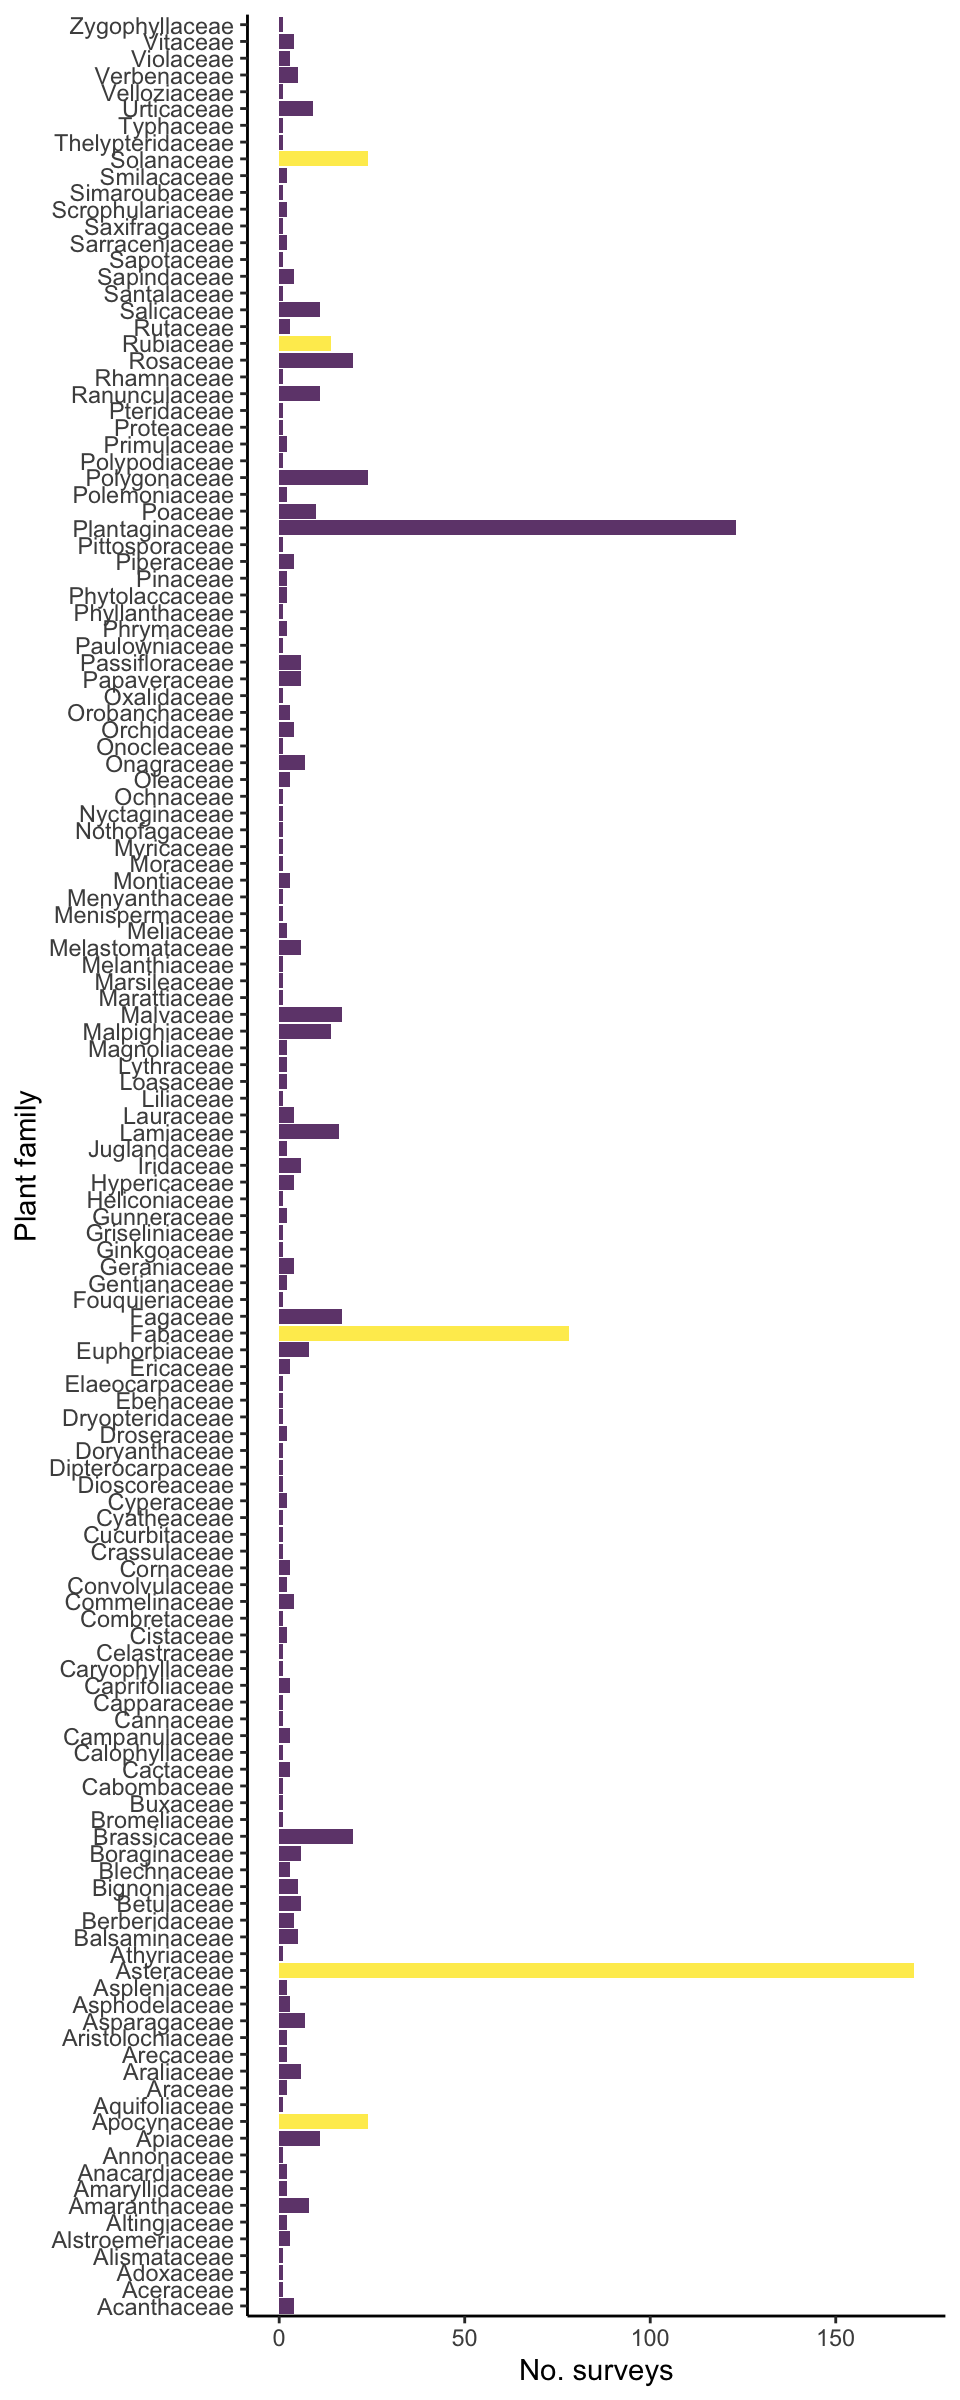 Zygophyllaceae
Vitaceae
Violaceae
Verbenaceae
Velloziaceae
Urticaceae
Typhaceae
Thelypteridaceae
Solanaceae
Smilacaceae
Simaroubaceae
Scrophulariaceae
Saxifragaceae
Sarraceniaceae
Sapotaceae
Sapindaceae
Santalaceae
Salicaceae
Rutaceae
Rubiaceae
Rosaceae
Rhamnaceae
Ranunculaceae
Pteridaceae
Proteaceae
Primulaceae
Polypodiaceae
Polygonaceae
Polemoniaceae
Poaceae
Plantaginaceae
Pittosporaceae
Piperaceae
Pinaceae
Phytolaccaceae
Phyllanthaceae
Phrymaceae
Paulowniaceae
Passifloraceae
Papaveraceae
Oxalidaceae
Orobanchaceae
Orchidaceae
Onocleaceae
Onagraceae
Oleaceae
Ochnaceae
Nyctaginaceae
Nothofagaceae
Myricaceae
Moraceae
Montiaceae
Menyanthaceae
Menispermaceae
Meliaceae
Melastomataceae
Melanthiaceae
Marsileaceae
Marattiaceae
Malvaceae
Malpighiaceae
Magnoliaceae
Lythraceae
Loasaceae
Liliaceae
Lauraceae
Lamiaceae
Juglandaceae
Iridaceae
Hypericaceae
Heliconiaceae
Gunneraceae
Griseliniaceae
Ginkgoaceae
Geraniaceae
Gentianaceae
Fouquieriaceae
Fagaceae
Fabaceae
Euphorbiaceae
Ericaceae
Elaeocarpaceae
Ebenaceae
Dryopteridaceae
Droseraceae
Doryanthaceae
Dipterocarpaceae
Dioscoreaceae
Cyperaceae
Cyatheaceae
Cucurbitaceae
Crassulaceae
Cornaceae
Convolvulaceae
Commelinaceae
Combretaceae
Cistaceae
Celastraceae
Caryophyllaceae
Caprifoliaceae
Capparaceae
Cannaceae
Campanulaceae
Calophyllaceae
Cactaceae
Cabombaceae
Buxaceae
Bromeliaceae
Brassicaceae
Boraginaceae
Blechnaceae
Bignoniaceae
Betulaceae
Berberidaceae
Balsaminaceae
Athyriaceae
Asteraceae
Aspleniaceae
Asphodelaceae
Asparagaceae
Aristolochiaceae
Arecaceae
Araliaceae
Araceae
Aquifoliaceae
Apocynaceae
Apiaceae
Annonaceae
Anacardiaceae
Amaryllidaceae
Amaranthaceae
Altingiaceae
Alstroemeriaceae
Alismataceae
Adoxaceae
Aceraceae
Acanthaceae
Plant family
0 50 100 150
No. surveys